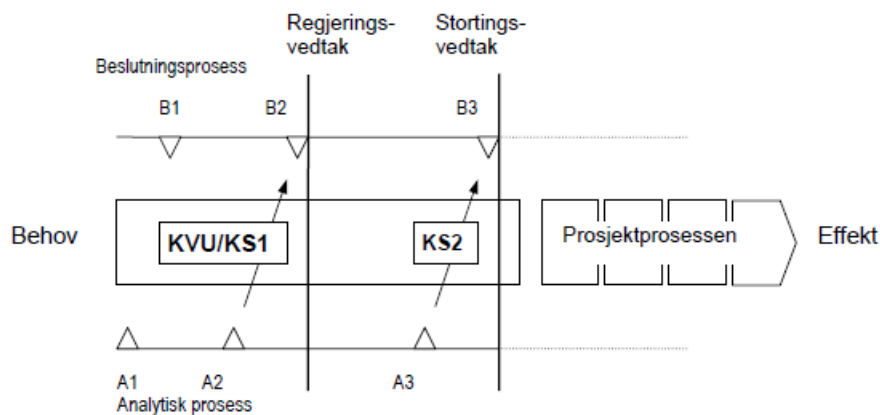 Regjerings-
vedtak
Stortings-
vedtak
Beslutningsprosess
B1
B2
B3
Behov
KVU/KS1
KS2
Prosjektprosessen
Effekt
A1
A2
A3
Analytisk prosess